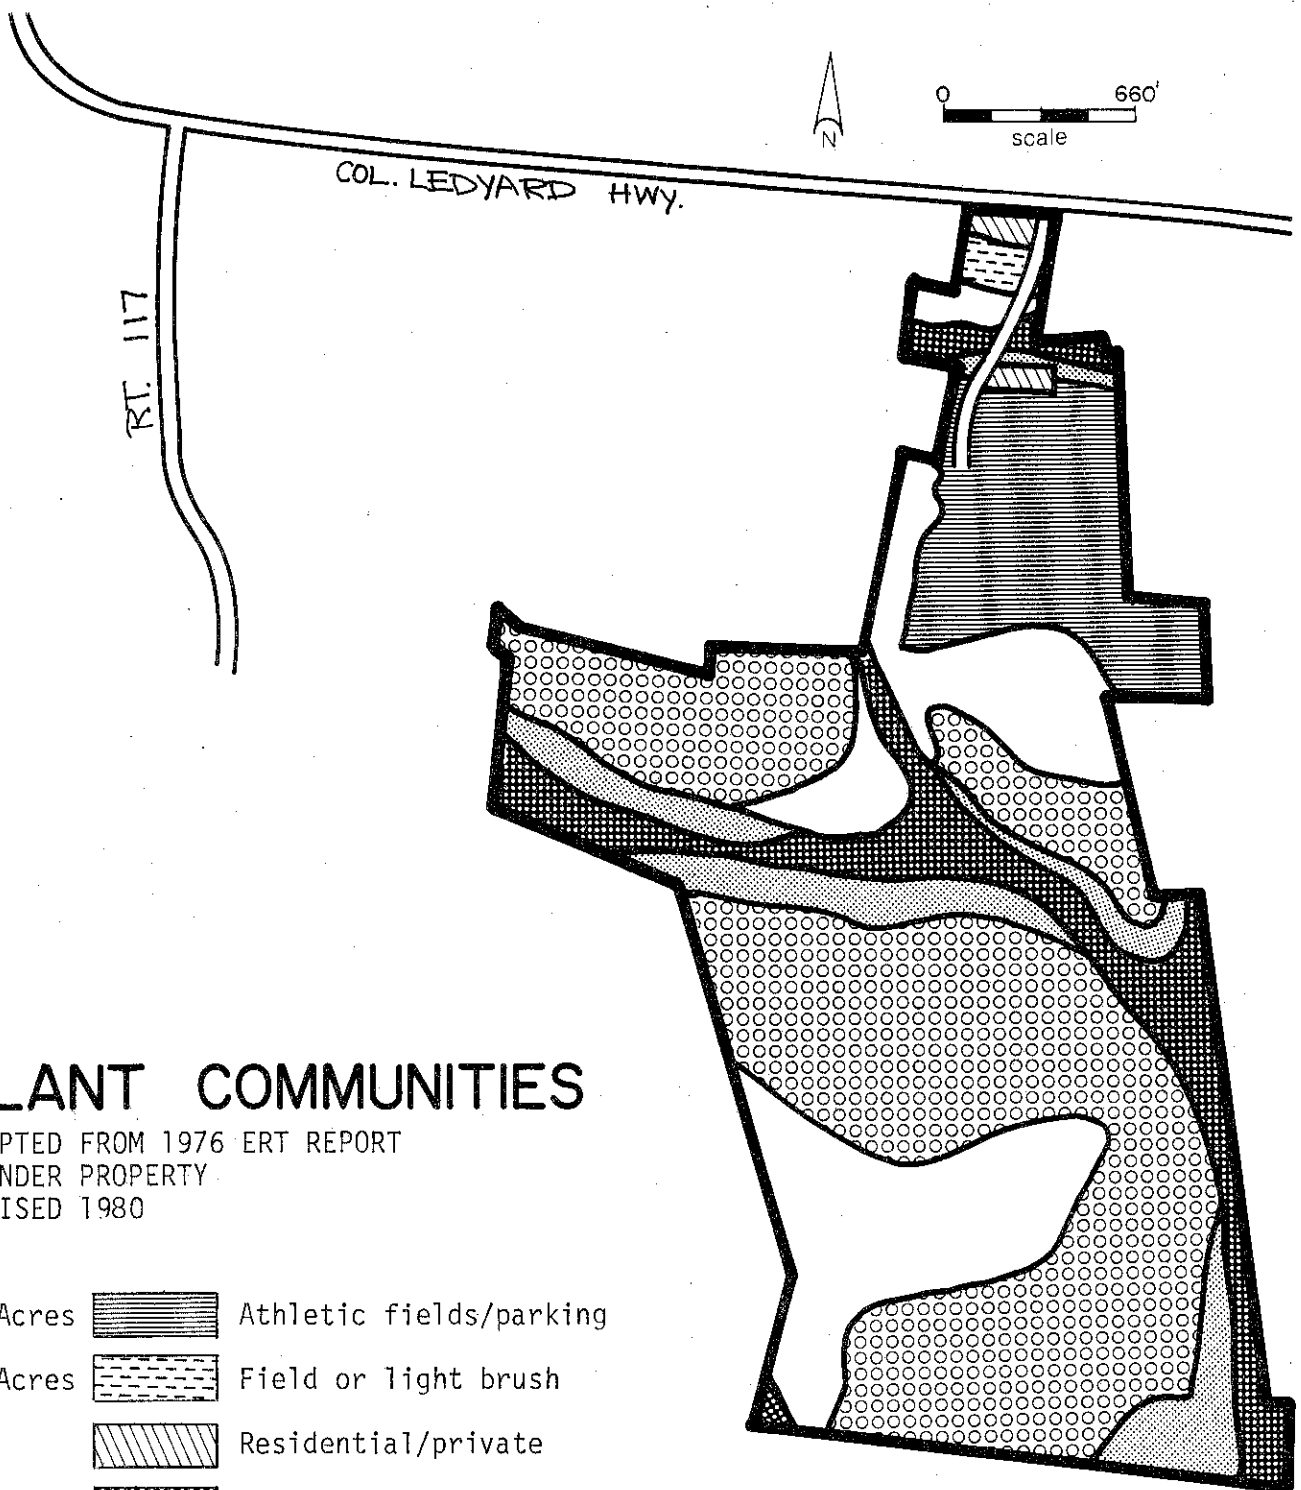 0 660'
scale
N
COL. LEDYARD HWY.
RT. 117
LANT COMMUNITIES
PTED FROM 1976 ERT REPORT
NDER PROPERTY
ISED 1980
Acres Athletic fields/parking
Acres Field or light brush
Residential/private